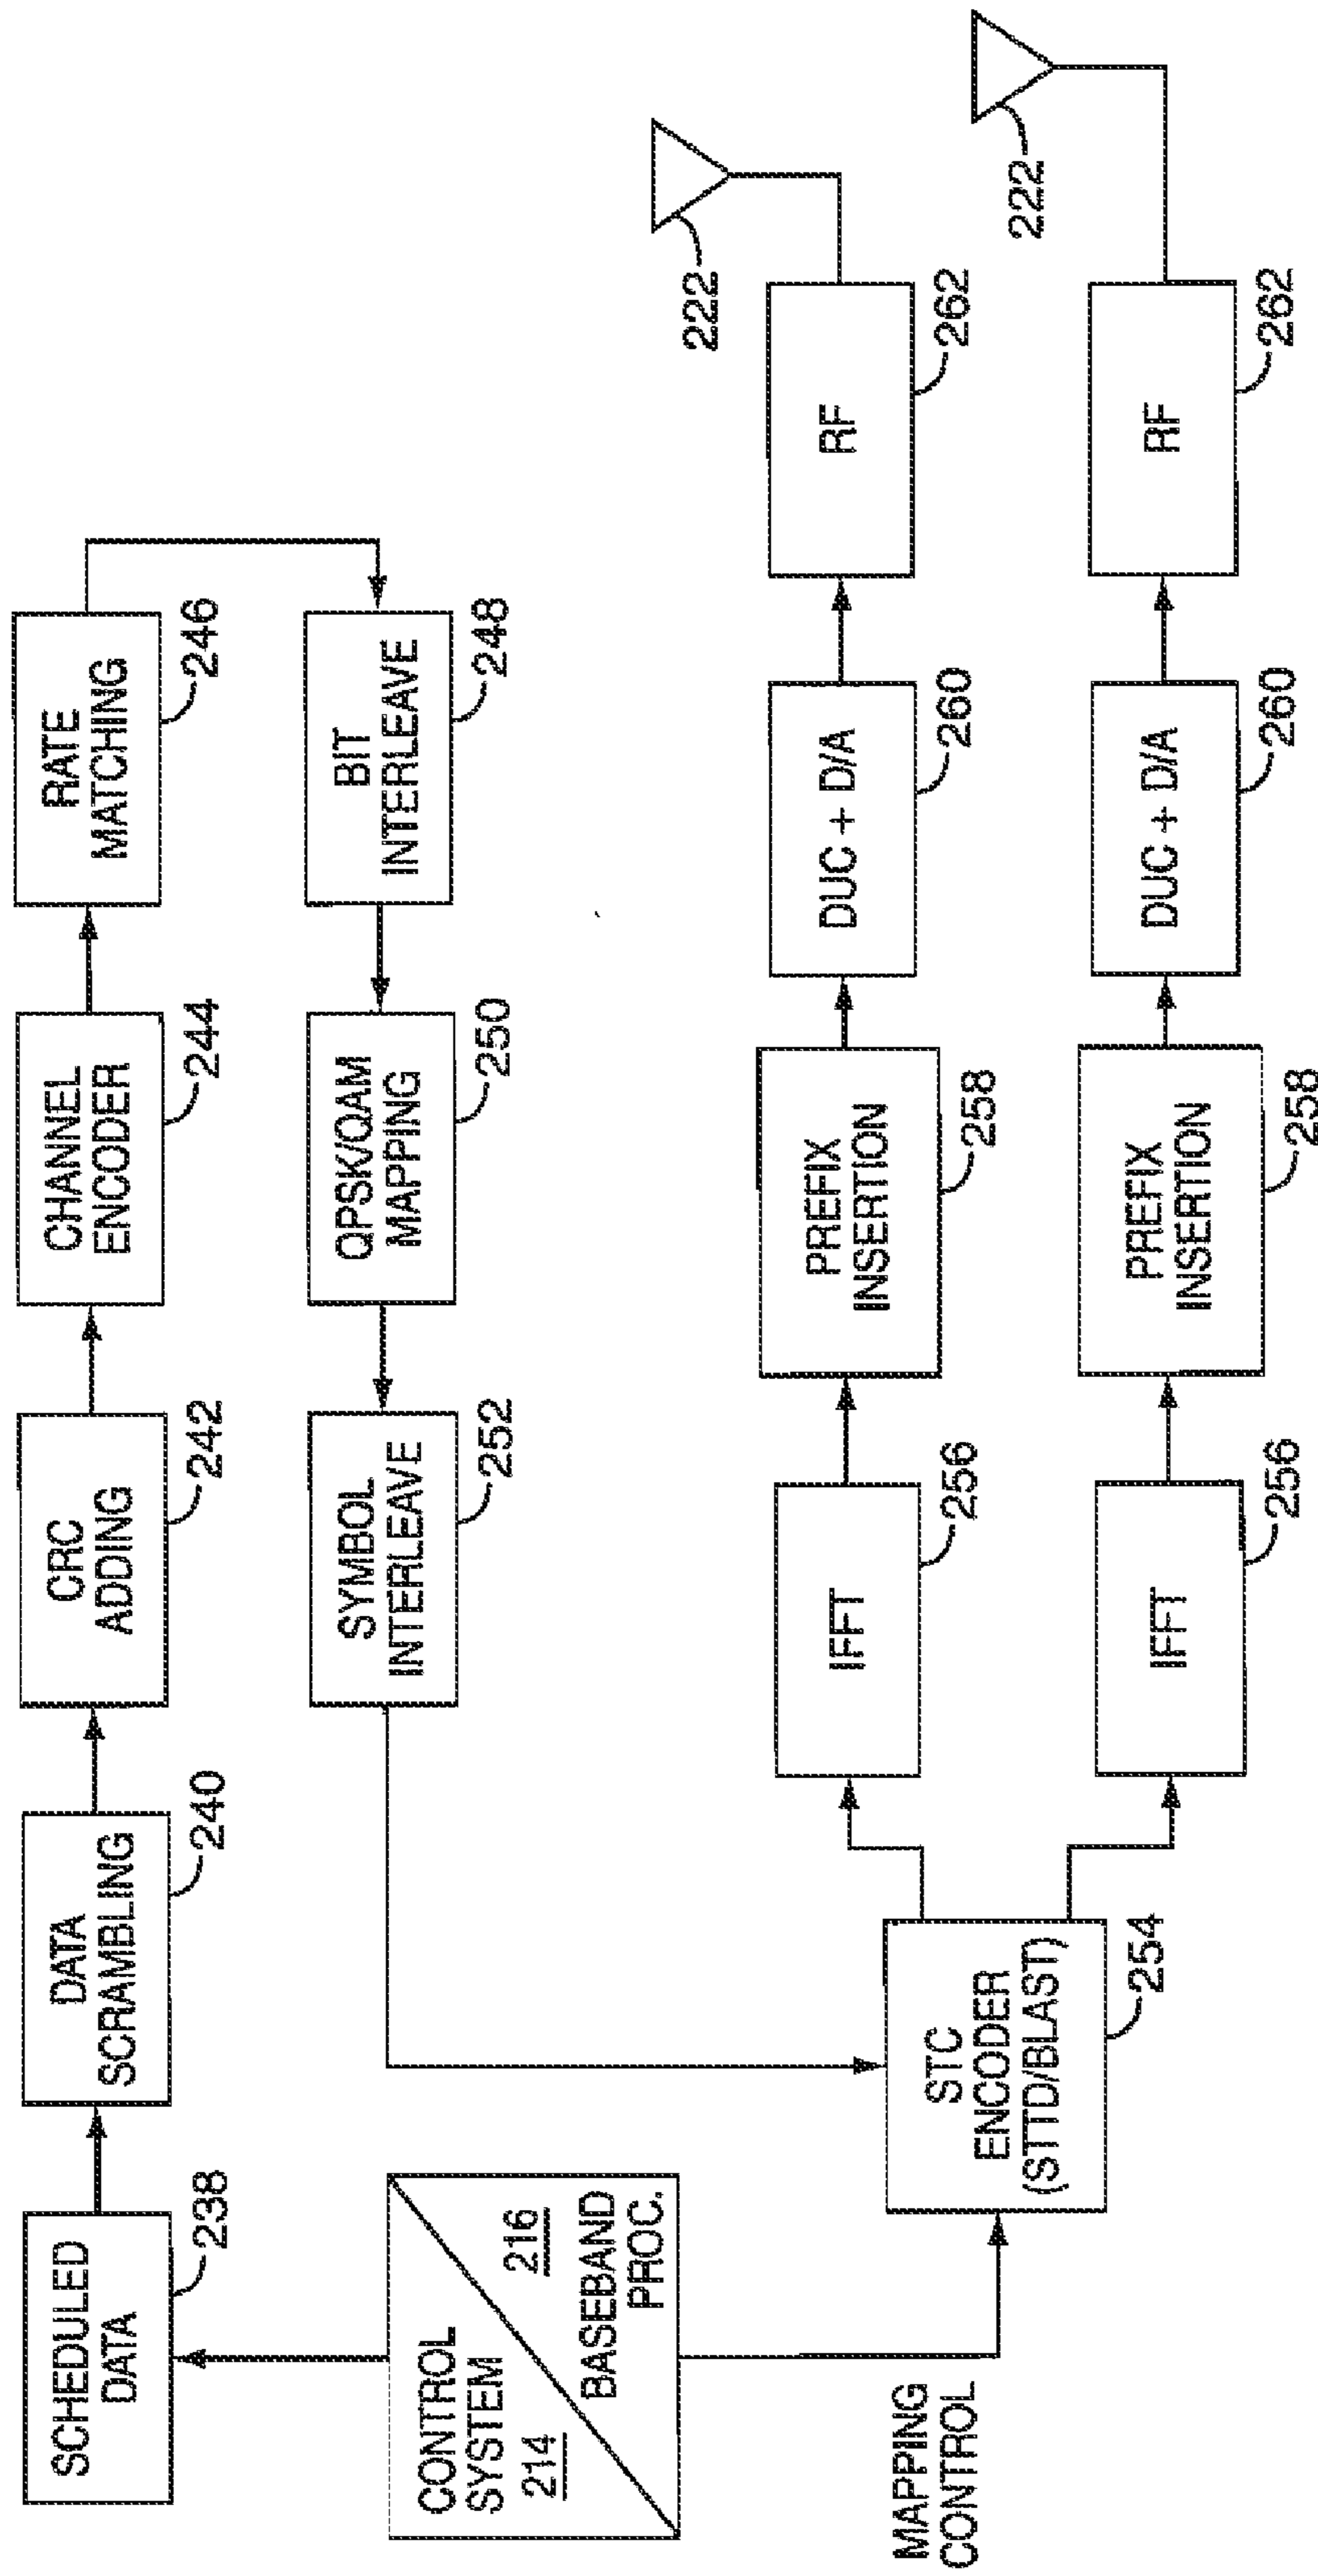 SCHEDULED
DATA
238
DATA
SCRAMBLING
240
CRC
ADDING
242
CHANNEL
ENCODER
244
RATE
MATCHING
246
CONTROL
SYSTEM
214
216
BASEBAND
PROC.
SYMBOL
INTERLEAVE
252
QPSK/QAM
MAPPING
250
BIT
INTERLEAVE
248
MAPPING
CONTROL
STC
ENCODER
(STTD/BLAST)
254
IFFT
256
PREFIX
INSERTION
258
DUC + D/A
260
RF
262
222
IFFT
256
PREFIX
INSERTION
258
DUC + D/A
260
RF
262
222